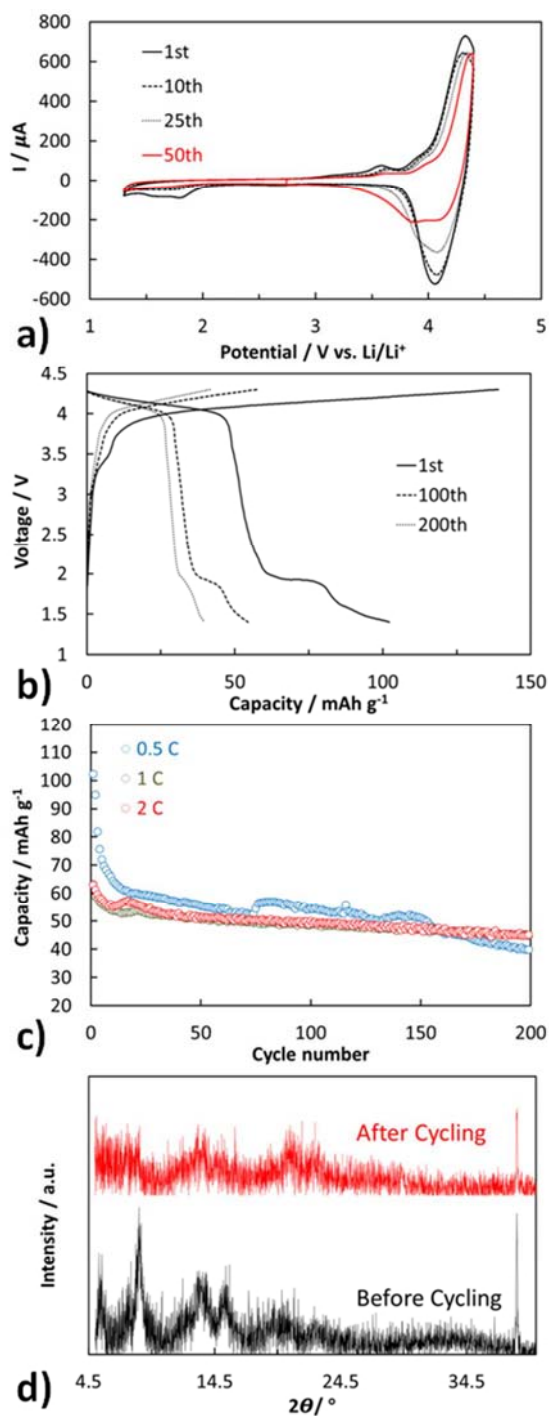 800
600
400
200
0
-200
-400
-600
I / μA
1st
10th
25th
50th
1 2 3 4 5
a)
Potential / V vs. Li/Li⁺
4.5
4
3.5
3
2.5
2
1.5
1
Voltage / V
1st
100th
200th
0 50 100 150
b)
Capacity / mAh g⁻¹
120
110
100
90
80
70
60
50
40
30
20
Capacity / mAh g⁻¹
0.5 C
1 C
2 C
0 50 100 150 200
c)
Cycle number
Intensity / a.u.
After Cycling
Before Cycling
4.5 14.5 24.5 34.5
d)
2θ/ °